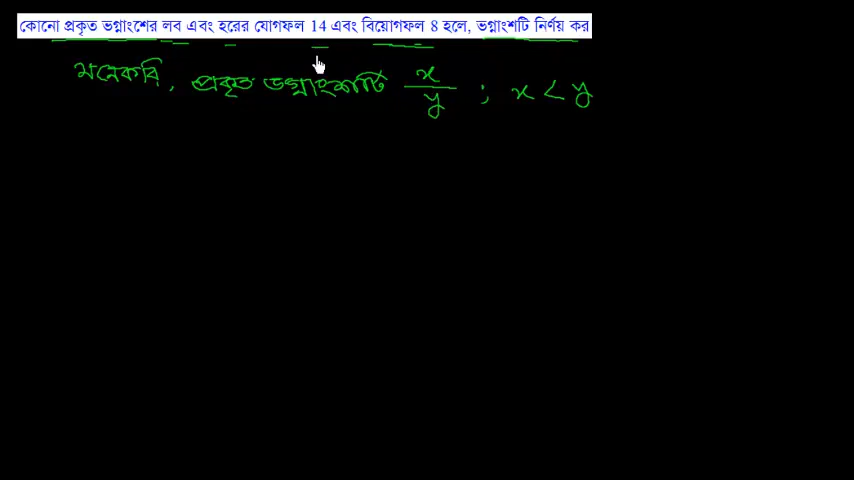 কোনো প্রকৃত ভগ্নাংশের লব এবং হরের যোগফল 14 এবং বিয়োগফল 8 হলে, ভগ্নাংশটি নির্ণয় কর
মনেকরি, প্রকৃত ভগ্নাংশটি x/y ; x < y